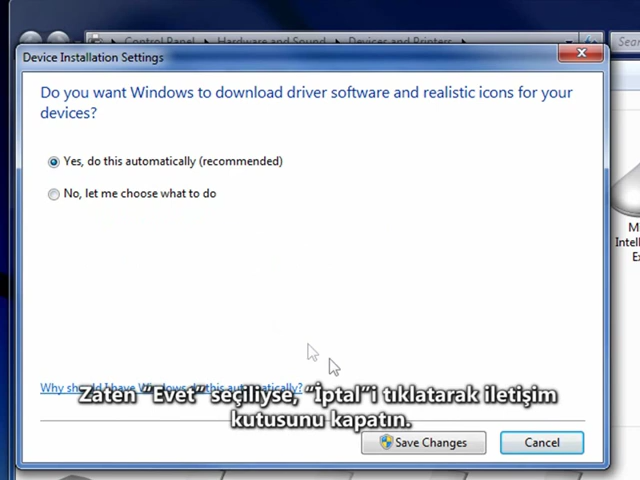 Control Panel Hardware and Sound Devices and Printers
Sear
Device Installation Settings
Do you want Windows to download driver software and realistic icons for your
devices?
Yes, do this automatically (recommended)
No, let me choose what to do
M
Intell
Ex
Why should I have Windows do this automatically?
Zaten “Evet” seçiliyse, “İptal”i tıklatarak iletişim
kutusunu kapatın.
Save Changes Cancel